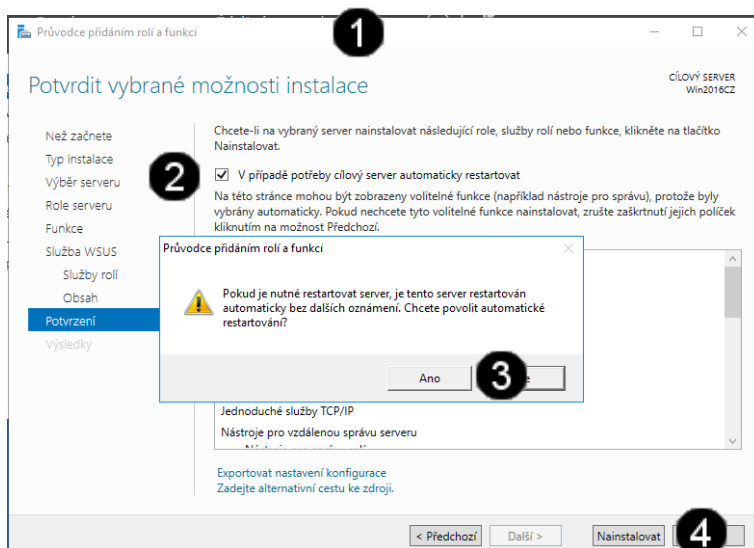 Průvodce přidáním rolí a funkcí
1
Potvrdit vybrané možnosti instalace
CÍLOVÝ SERVER
Win2016CZ
Než začnete
Typ instalace
Výběr serveru
Role serveru
Funkce
Služba WSUS
Služby rolí
Obsah
Potvrzení
Výsledky
Chcete-li na vybraný server nainstalovat následující role, služby rolí nebo funkce, klikněte na tlačítko
Nainstalovat.
2
V případě potřeby cílový server automaticky restartovat
Na této stránce mohou být zobrazeny volitelné funkce (například nástroje pro správu), protože byly
vybrány automaticky. Pokud nechcete tyto volitelné funkce nainstalovat, zrušte zaškrtnutí jejich políček
kliknutím na možnost Předchozí.
Průvodce přidáním rolí a funkcí
Pokud je nutné restartovat server, je tento server restartován
automaticky bez dalších oznámení. Chcete povolit automatické
restartování?
Ano
3
Jednoduché služby TCP/IP
Nástroje pro vzdálenou správu serveru
Exportovat nastavení konfigurace
Zadejte alternativní cestu ke zdroji.
< Předchozí
Další >
Nainstalovat
4